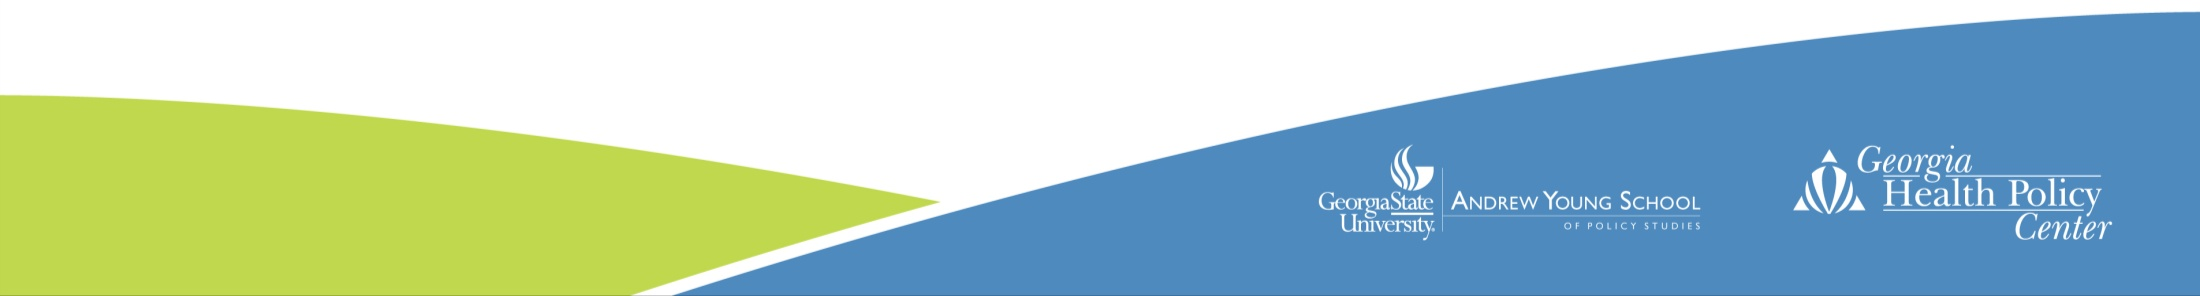 GeorgiaState
University.
ANDREW YOUNG SCHOOL
OF POLICY STUDIES
Georgia
Health Policy
Center